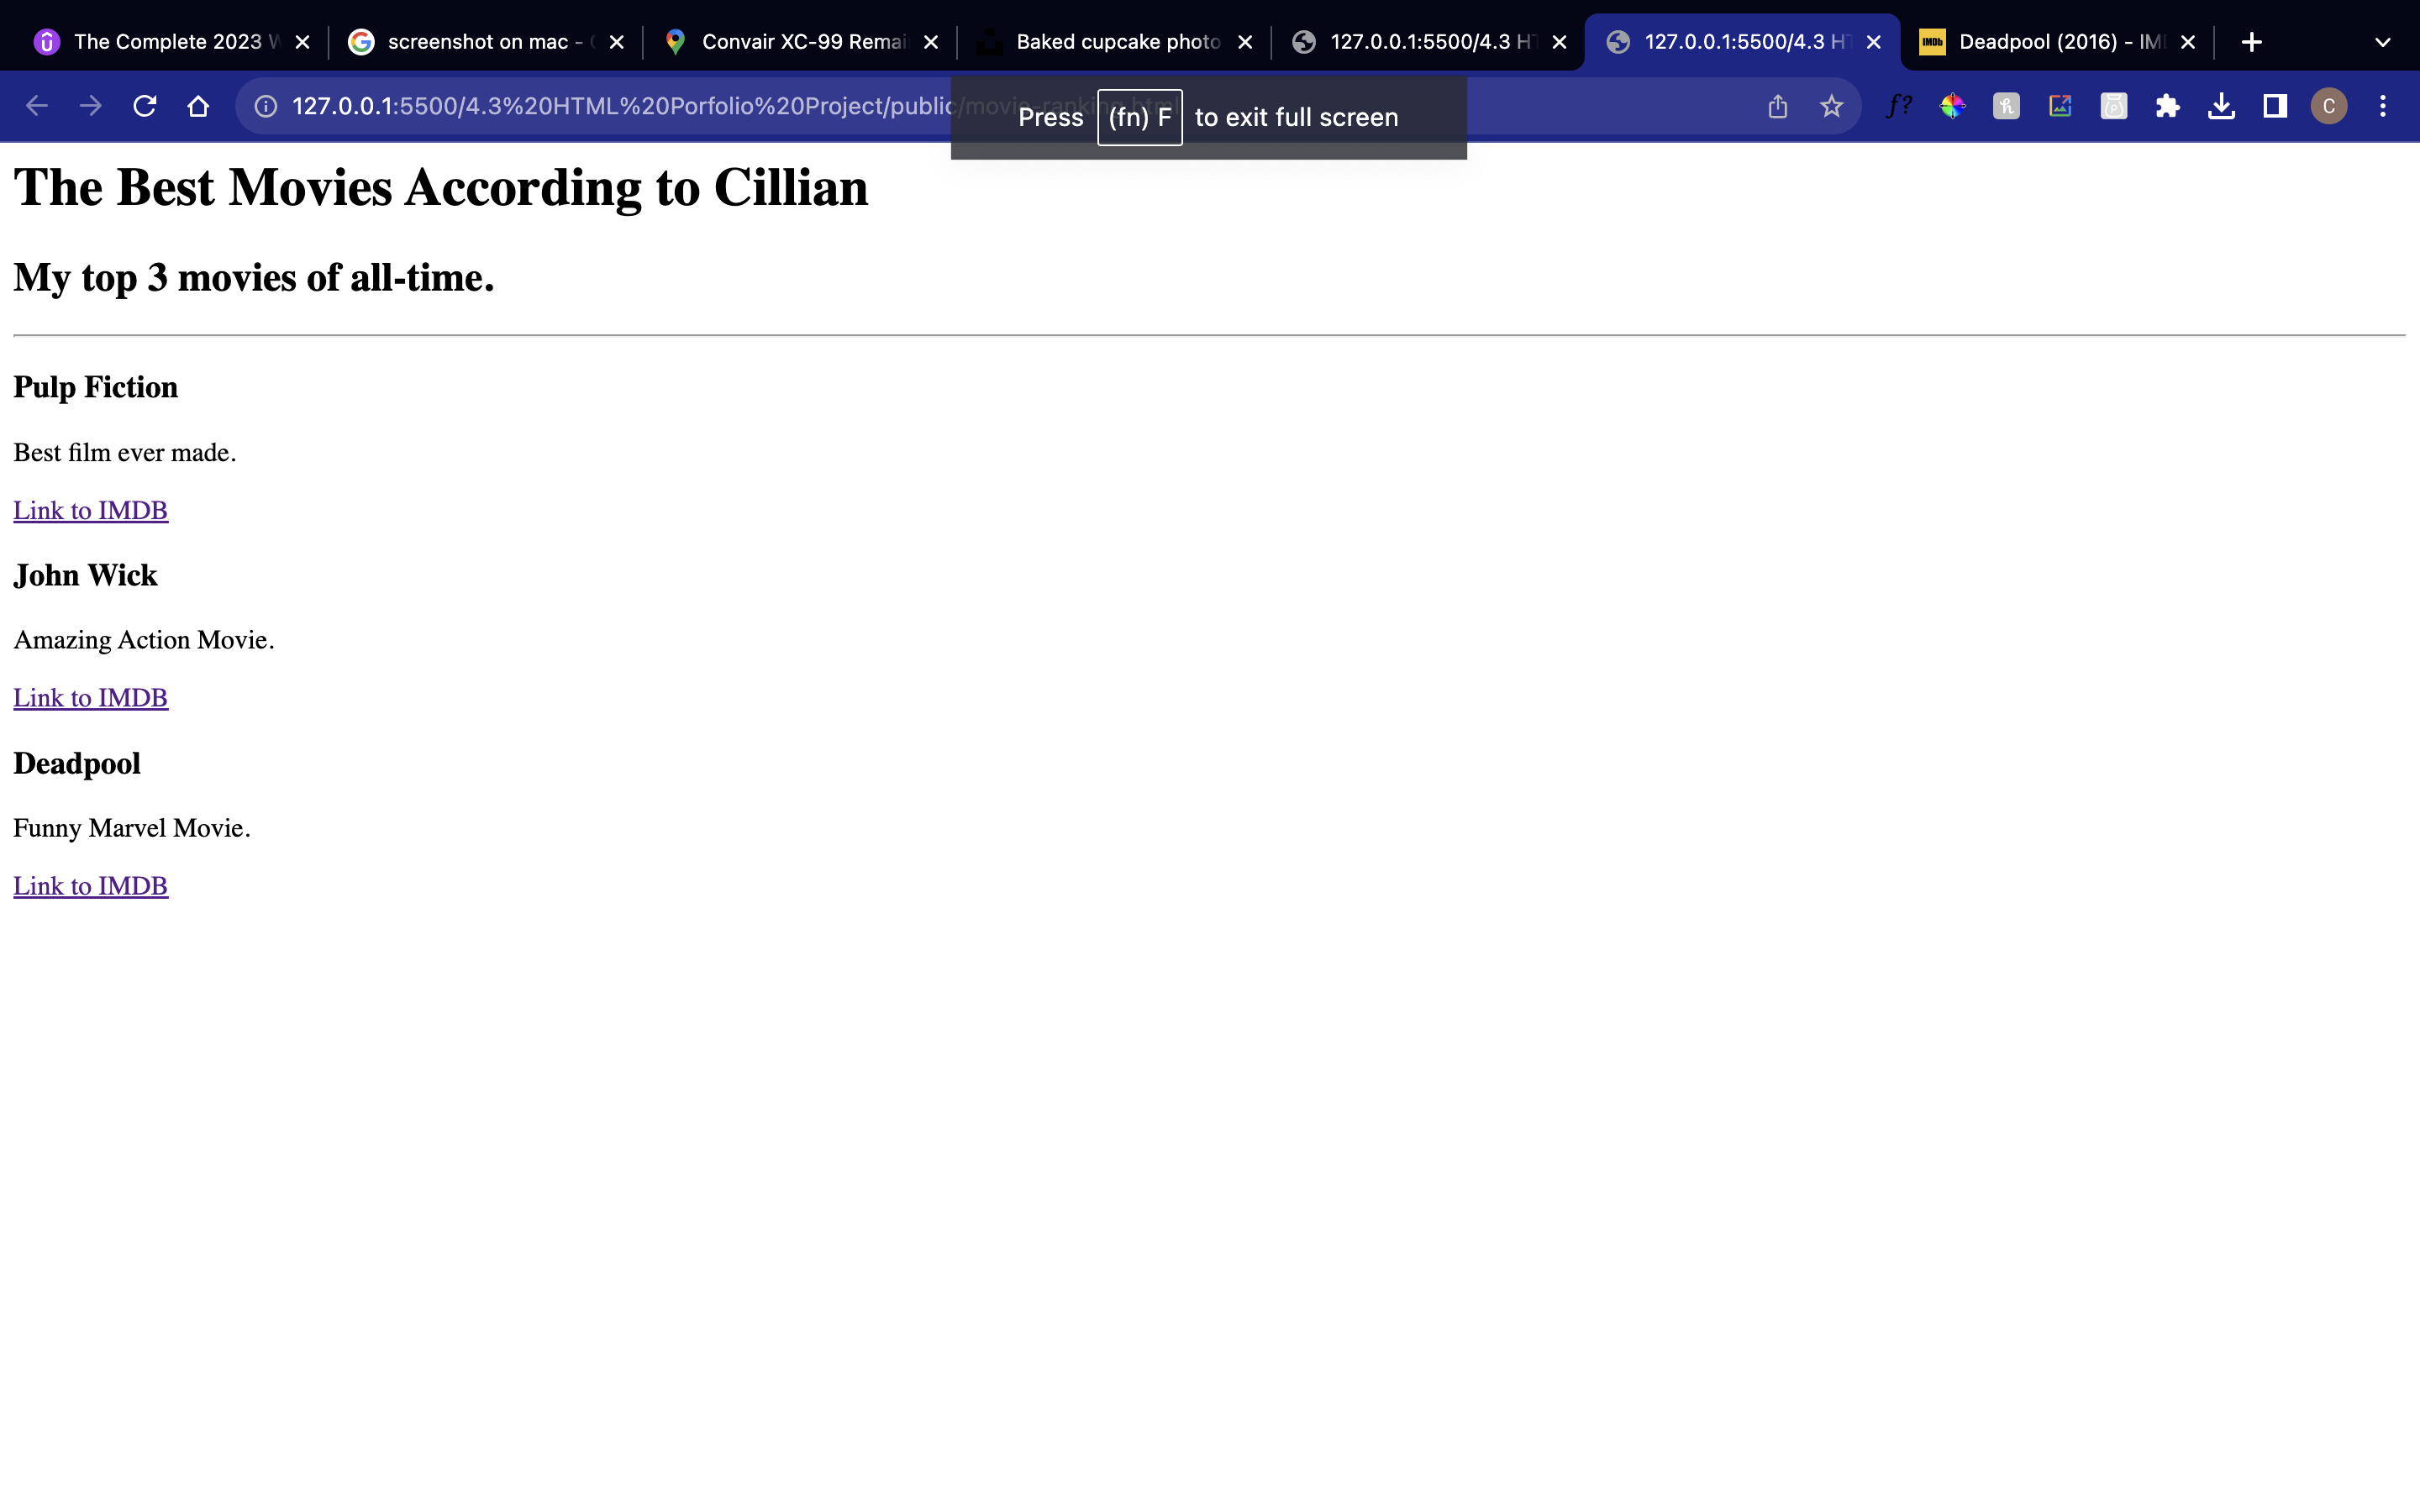 The Complete 2023
screenshot on mac -
Convair XC-99 Remai
Baked cupcake photo
127.0.0.1:5500/4.3 H
127.0.0.1:5500/4.3 H
IMDb
Deadpool (2016) - IM
127.0.0.1:5500/4.3%20HTML%20Porfolio%20Project/public/movie-ranking.html
Press (fn) F to exit full screen
f?
C
The Best Movies According to Cillian
My top 3 movies of all-time.
Pulp Fiction
Best film ever made.
Link to IMDB
John Wick
Amazing Action Movie.
Link to IMDB
Deadpool
Funny Marvel Movie.
Link to IMDB